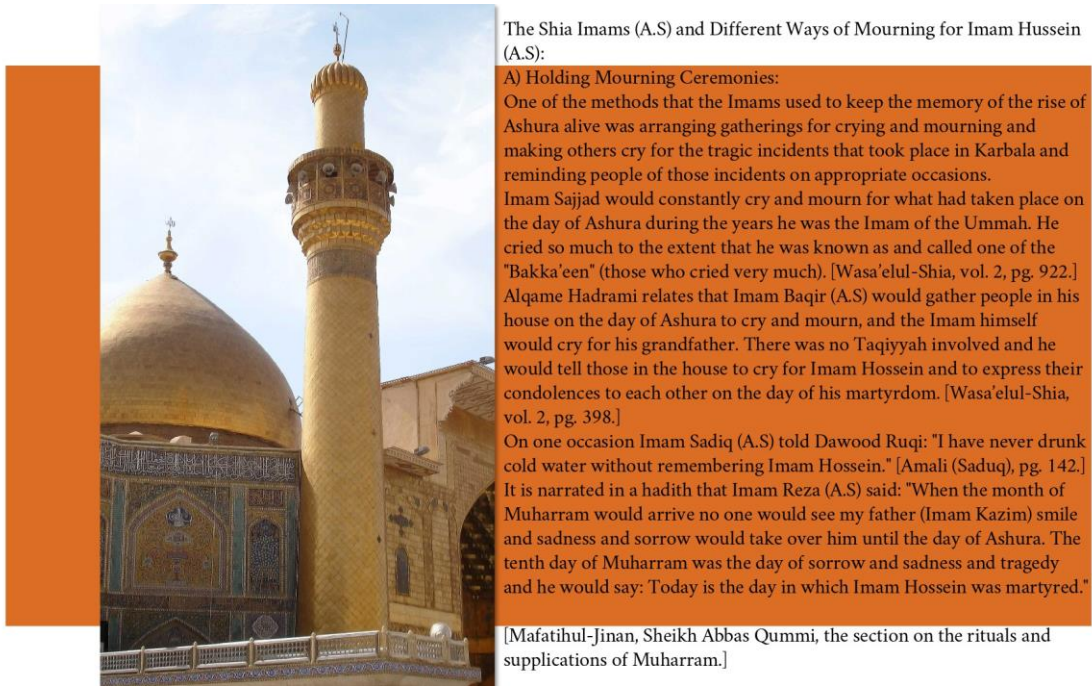 The Shia Imams (A.S) and Different Ways of Mourning for Imam Hussein
(A.S):
A) Holding Mourning Ceremonies:
One of the methods that the Imams used to keep the memory of the rise of
Ashura alive was arranging gatherings for crying and mourning and
making others cry for the tragic incidents that took place in Karbala and
reminding people of those incidents on appropriate occasions.
Imam Sajjad would constantly cry and mourn for what had taken place on
the day of Ashura during the years he was the Imam of the Ummah. He
cried so much to the extent that he was known as and called one of the
"Bakka'een" (those who cried very much). [Wasa'elul-Shia, vol. 2, pg. 922.]
Alqame Hadrami relates that Imam Baqir (A.S) would gather people in his
house on the day of Ashura to cry and mourn, and the Imam himself
would cry for his grandfather. There was no Taqiyyah involved and he
would tell those in the house to cry for Imam Hossein and to express their
condolences to each other on the day of his martyrdom. [Wasa'elul-Shia,
vol. 2, pg. 398.]
On one occasion Imam Sadiq (A.S) told Dawood Ruqi: "I have never drunk
cold water without remembering Imam Hossein." [Amali (Saduq), pg. 142.]
It is narrated in a hadith that Imam Reza (A.S) said: "When the month of
Muharram would arrive no one would see my father (Imam Kazim) smile
and sadness and sorrow would take over him until the day of Ashura. The
tenth day of Muharram was the day of sorrow and sadness and tragedy
and he would say: Today is the day in which Imam Hossein was martyred."
[Mafatihul-Jinan, Sheikh Abbas Qummi, the section on the rituals and
supplications of Muharram.]